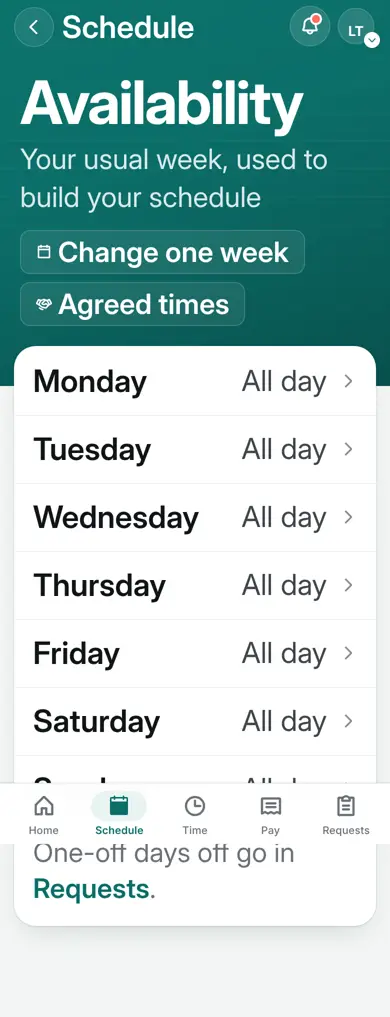 Schedule
LT
Availability
Your usual week, used to
build your schedule
Change one week
Agreed times
Monday All day
Tuesday All day
Wednesday All day
Thursday All day
Friday All day
Saturday All day
Home Schedule Time Pay Requests
One-off days off go in
Requests.